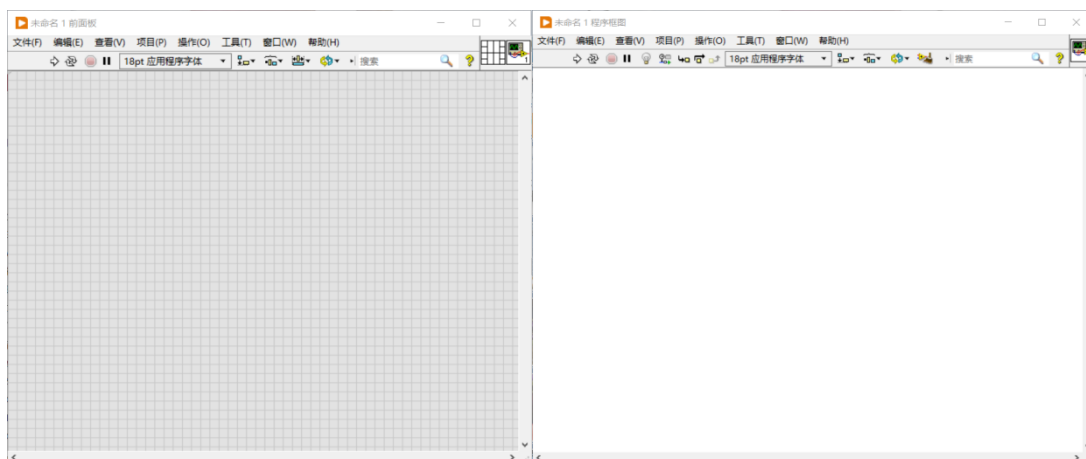 未命名 1 前面板
文件(F) 编辑(E) 查看(V) 项目(P) 操作(O) 工具(T) 窗口(W) 帮助(H)
18pt 应用程序字体 搜索
1
未命名 1 程序框图
文件(F) 编辑(E) 查看(V) 项目(P) 操作(O) 工具(T) 窗口(W) 帮助(H)
18pt 应用程序字体 搜索